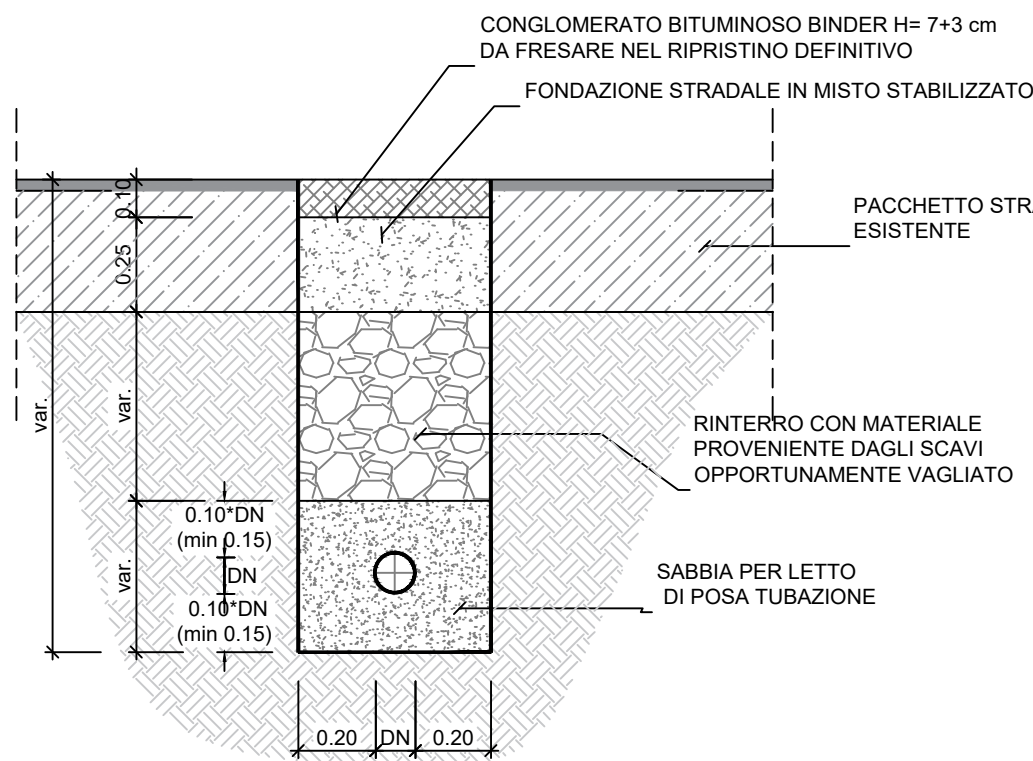 CONGLOMERATO BITUMINOSO BINDER H= 7+3 cm
DA FRESARE NEL RIPRISTINO DEFINITIVO
FONDAZIONE STRADALE IN MISTO STABILIZZATO
0.10
PACCHETTO STR
ESISTENTE
0.25
var.
var.
RINTERRO CON MATERIALE
PROVENIENTE DAGLI SCAVI
OPPORTUNAMENTE VAGLIATO
0.10*DN
(min 0.15)
var.
DN
0.10*DN
(min 0.15)
SABBIA PER LETTO
DI POSA TUBAZIONE
0.20 DN 0.20